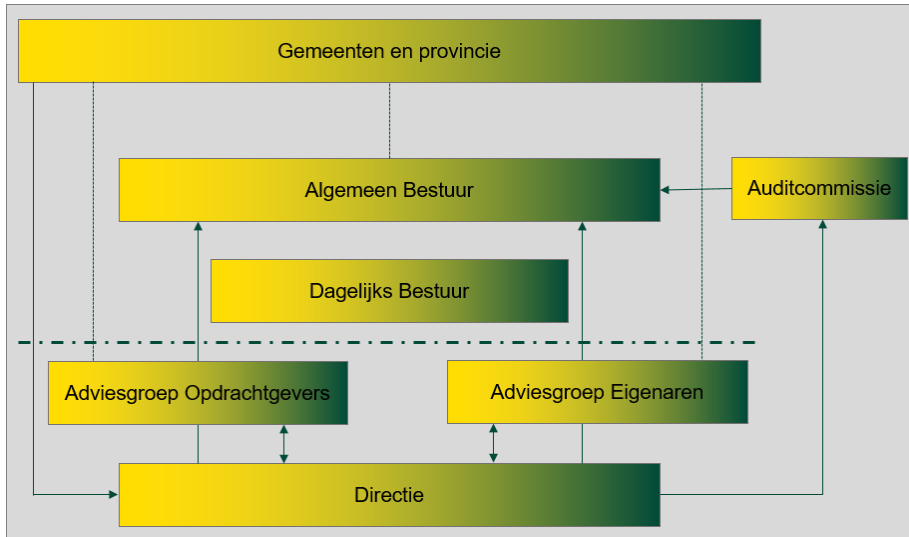 Gemeenten en provincie
Algemeen Bestuur
Auditcommissie
Dagelijks Bestuur
Adviesgroep Opdrachtgevers
Adviesgroep Eigenaren
Directie